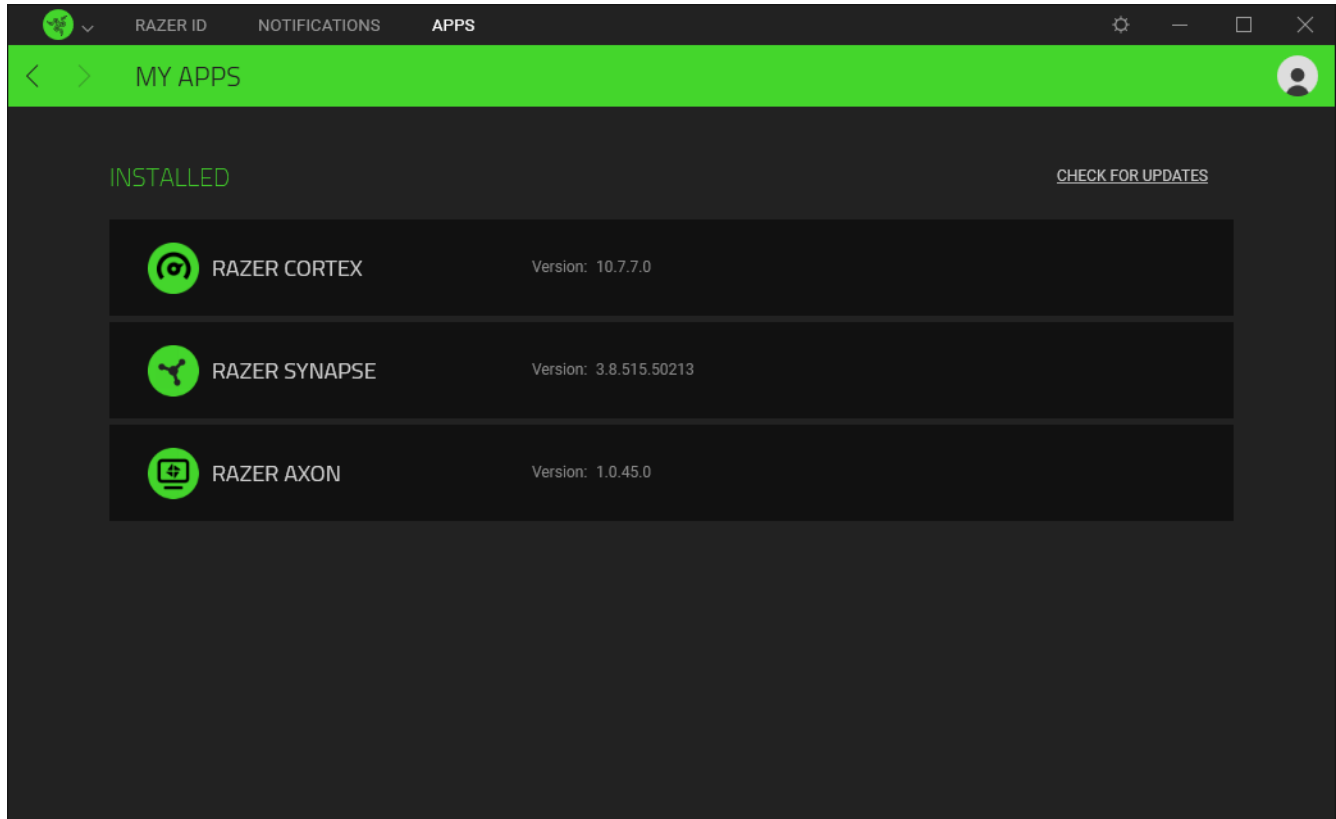 RAZER ID NOTIFICATIONS APPS
MY APPS
INSTALLED CHECK FOR UPDATES
RAZER CORTEX Version: 10.7.7.0
RAZER SYNAPSE Version: 3.8.515.50213
RAZER AXON Version: 1.0.45.0